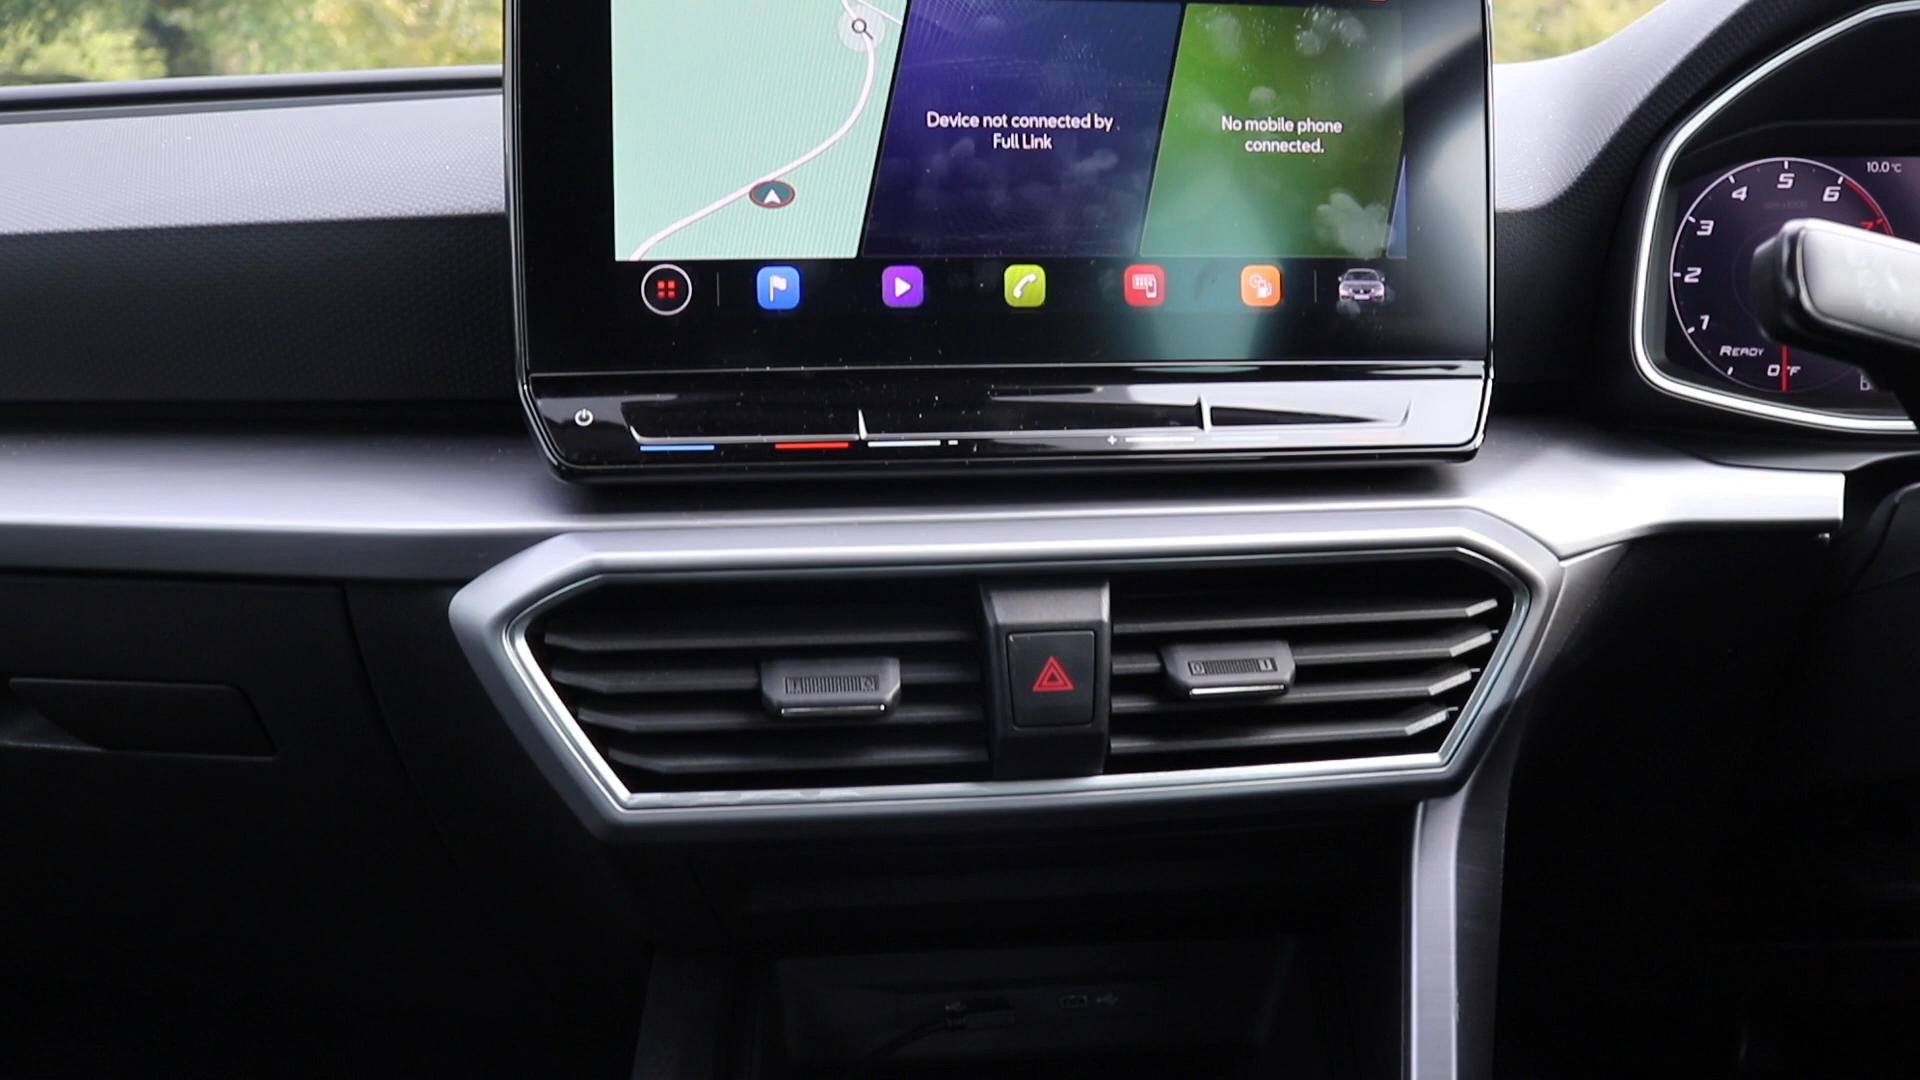 Device not connected by
Full Link
No mobile phone
connected.
10.0 °C
1
2
3
4
5
6
7
READY
OFF